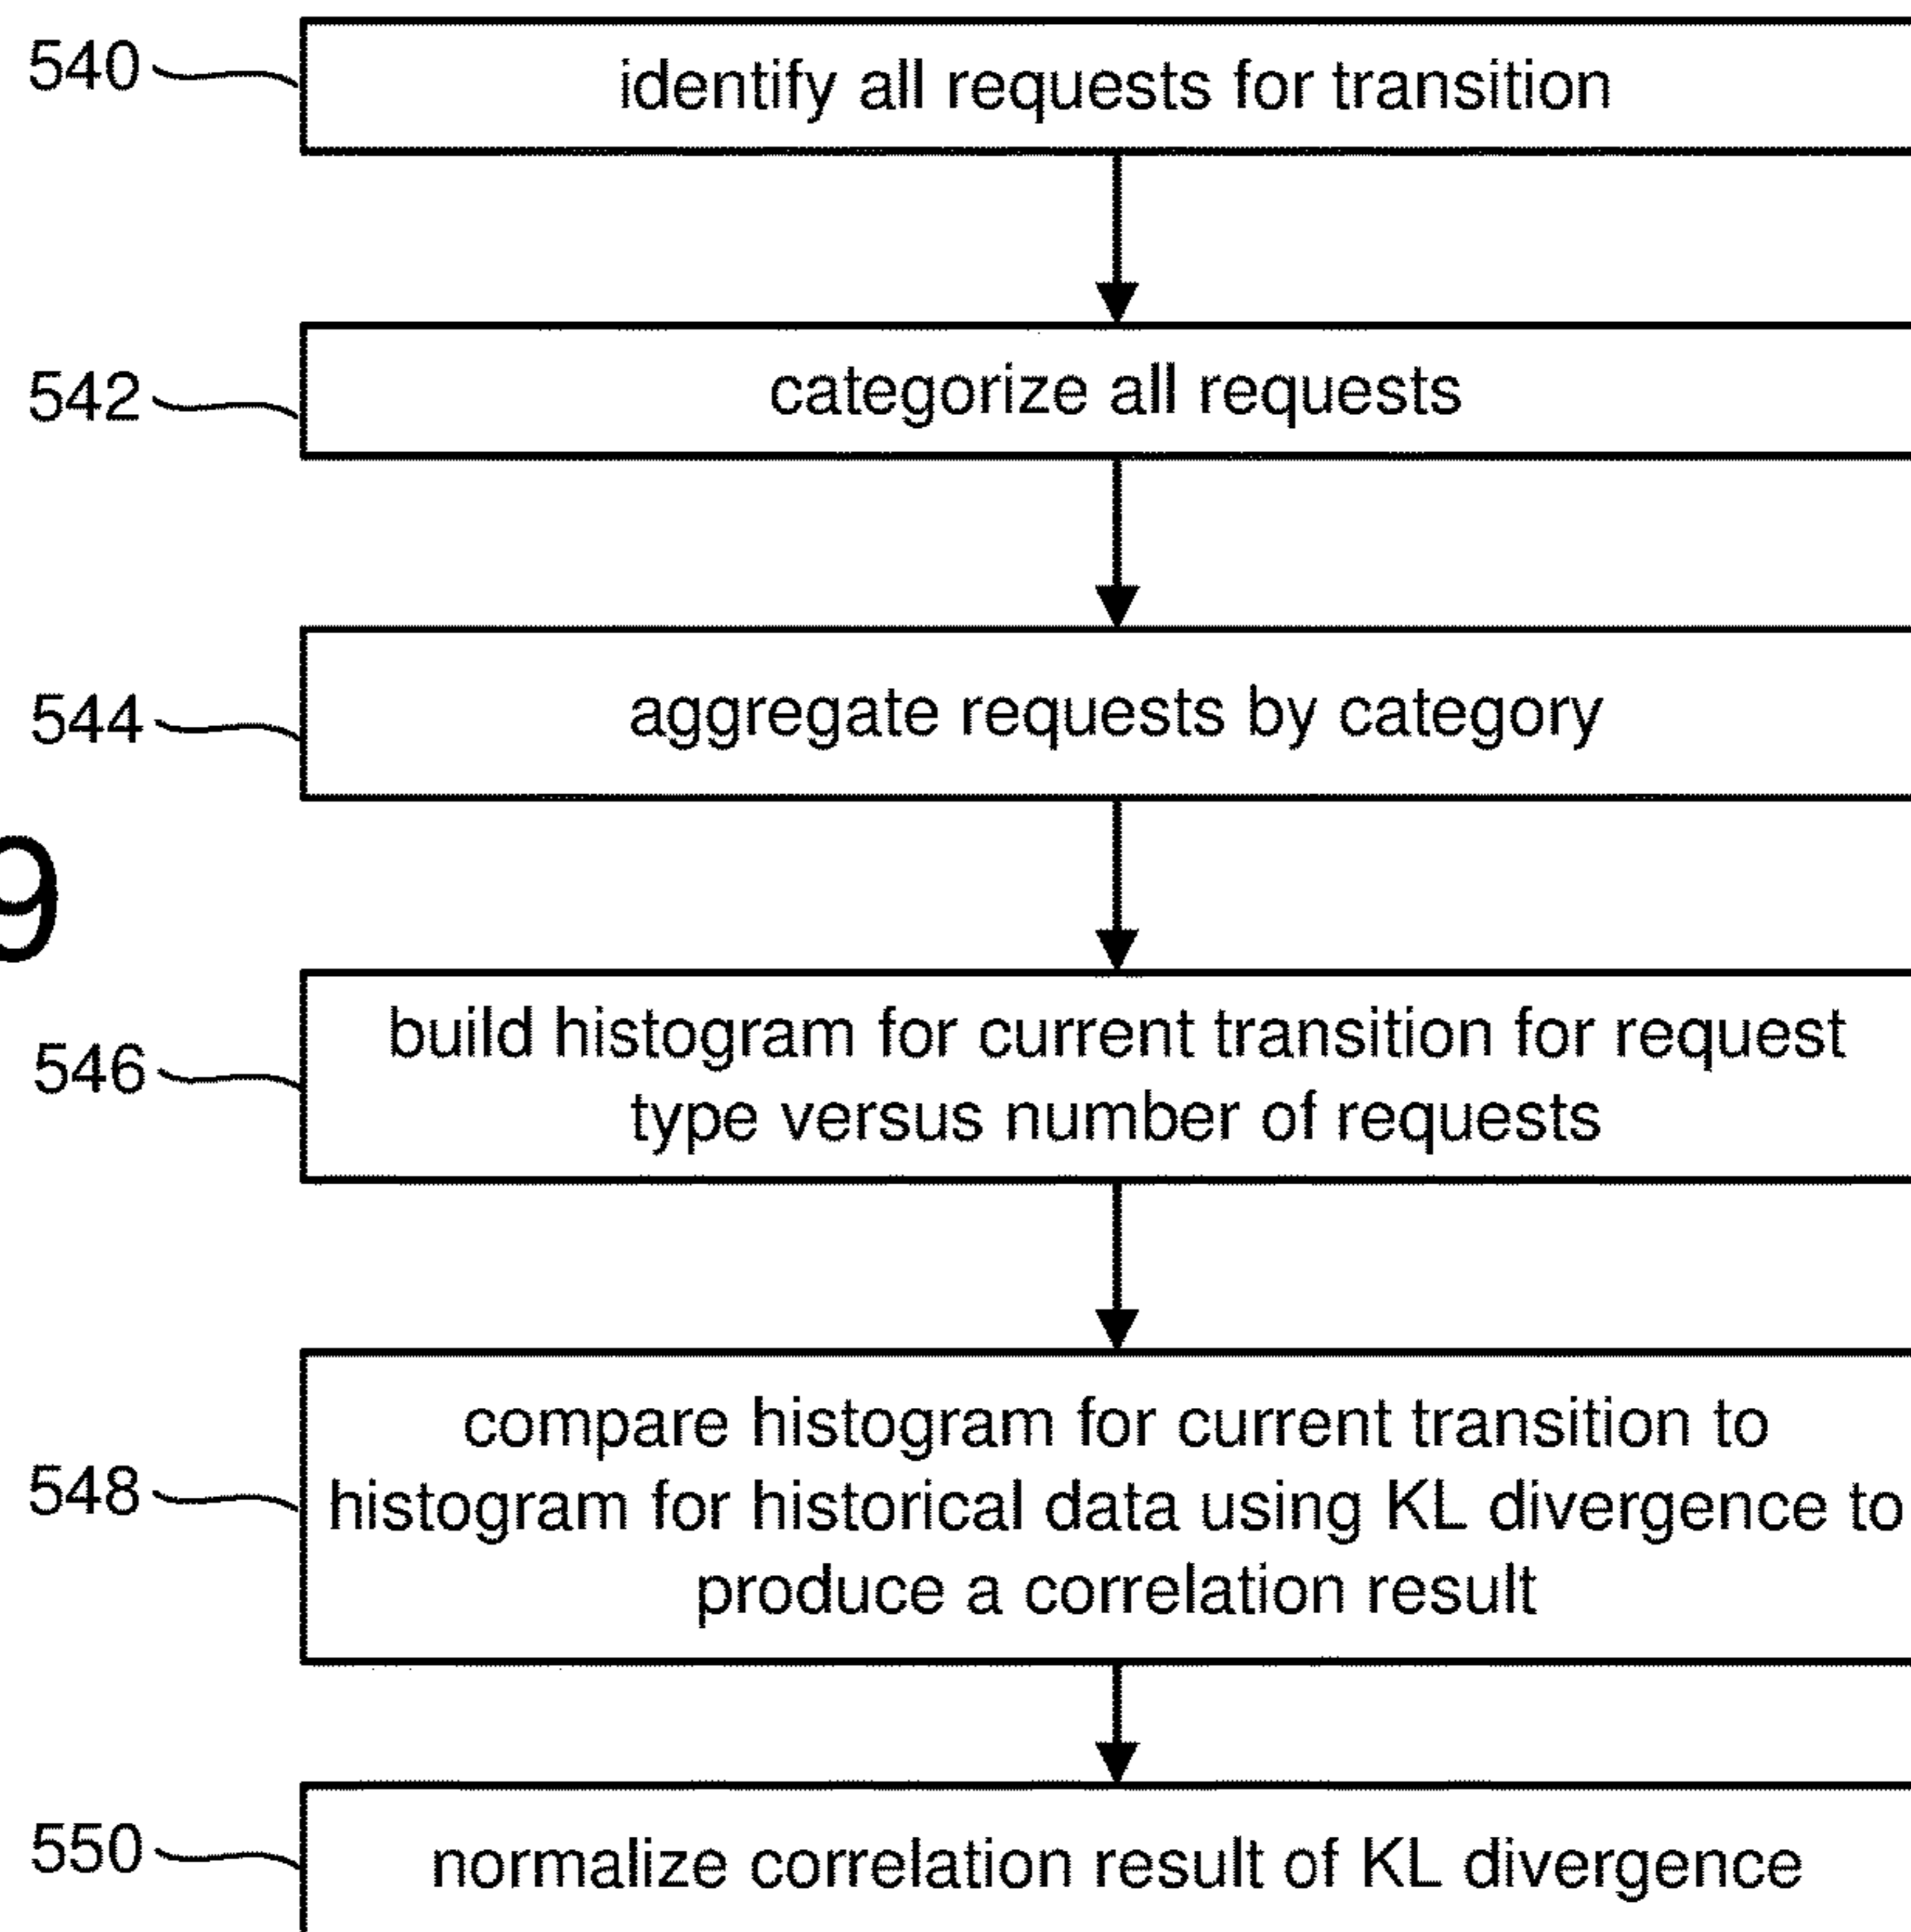 540
identify all requests for transition
542
categorize all requests
544
aggregate requests by category
9
546
build histogram for current transition for request
type versus number of requests
548
compare histogram for current transition to
histogram for historical data using KL divergence to
produce a correlation result
550
normalize correlation result of KL divergence